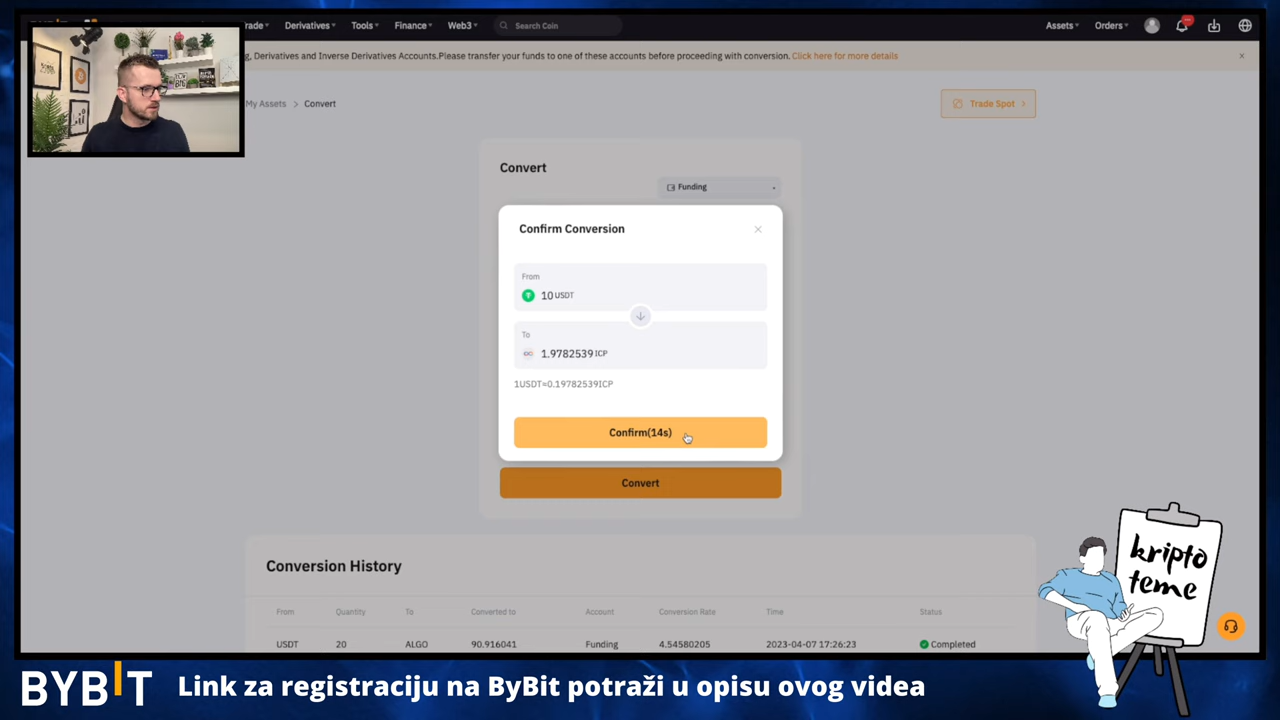 Trade Derivatives Tools Finance Web3 Search Coin Assets Orders
g, Derivatives and Inverse Derivatives Accounts.Please transfer your funds to one of these accounts before proceeding with conversion. Click here for more details
My Assets > Convert
Trade Spot >
Convert
Funding
Confirm Conversion
From
10 USDT
To
1.9782539 ICP
1USDT≈0.19782539ICP
Confirm(14s)
Convert
Conversion History
From Quantity To Converted to Account Conversion Rate Time Status
USDT 20 ALGO 90.916041 Funding 4.54580205 2023-04-07 17:26:23 Completed
kripto
teme
BYBIT Link za registraciju na ByBit potraži u opisu ovog videa